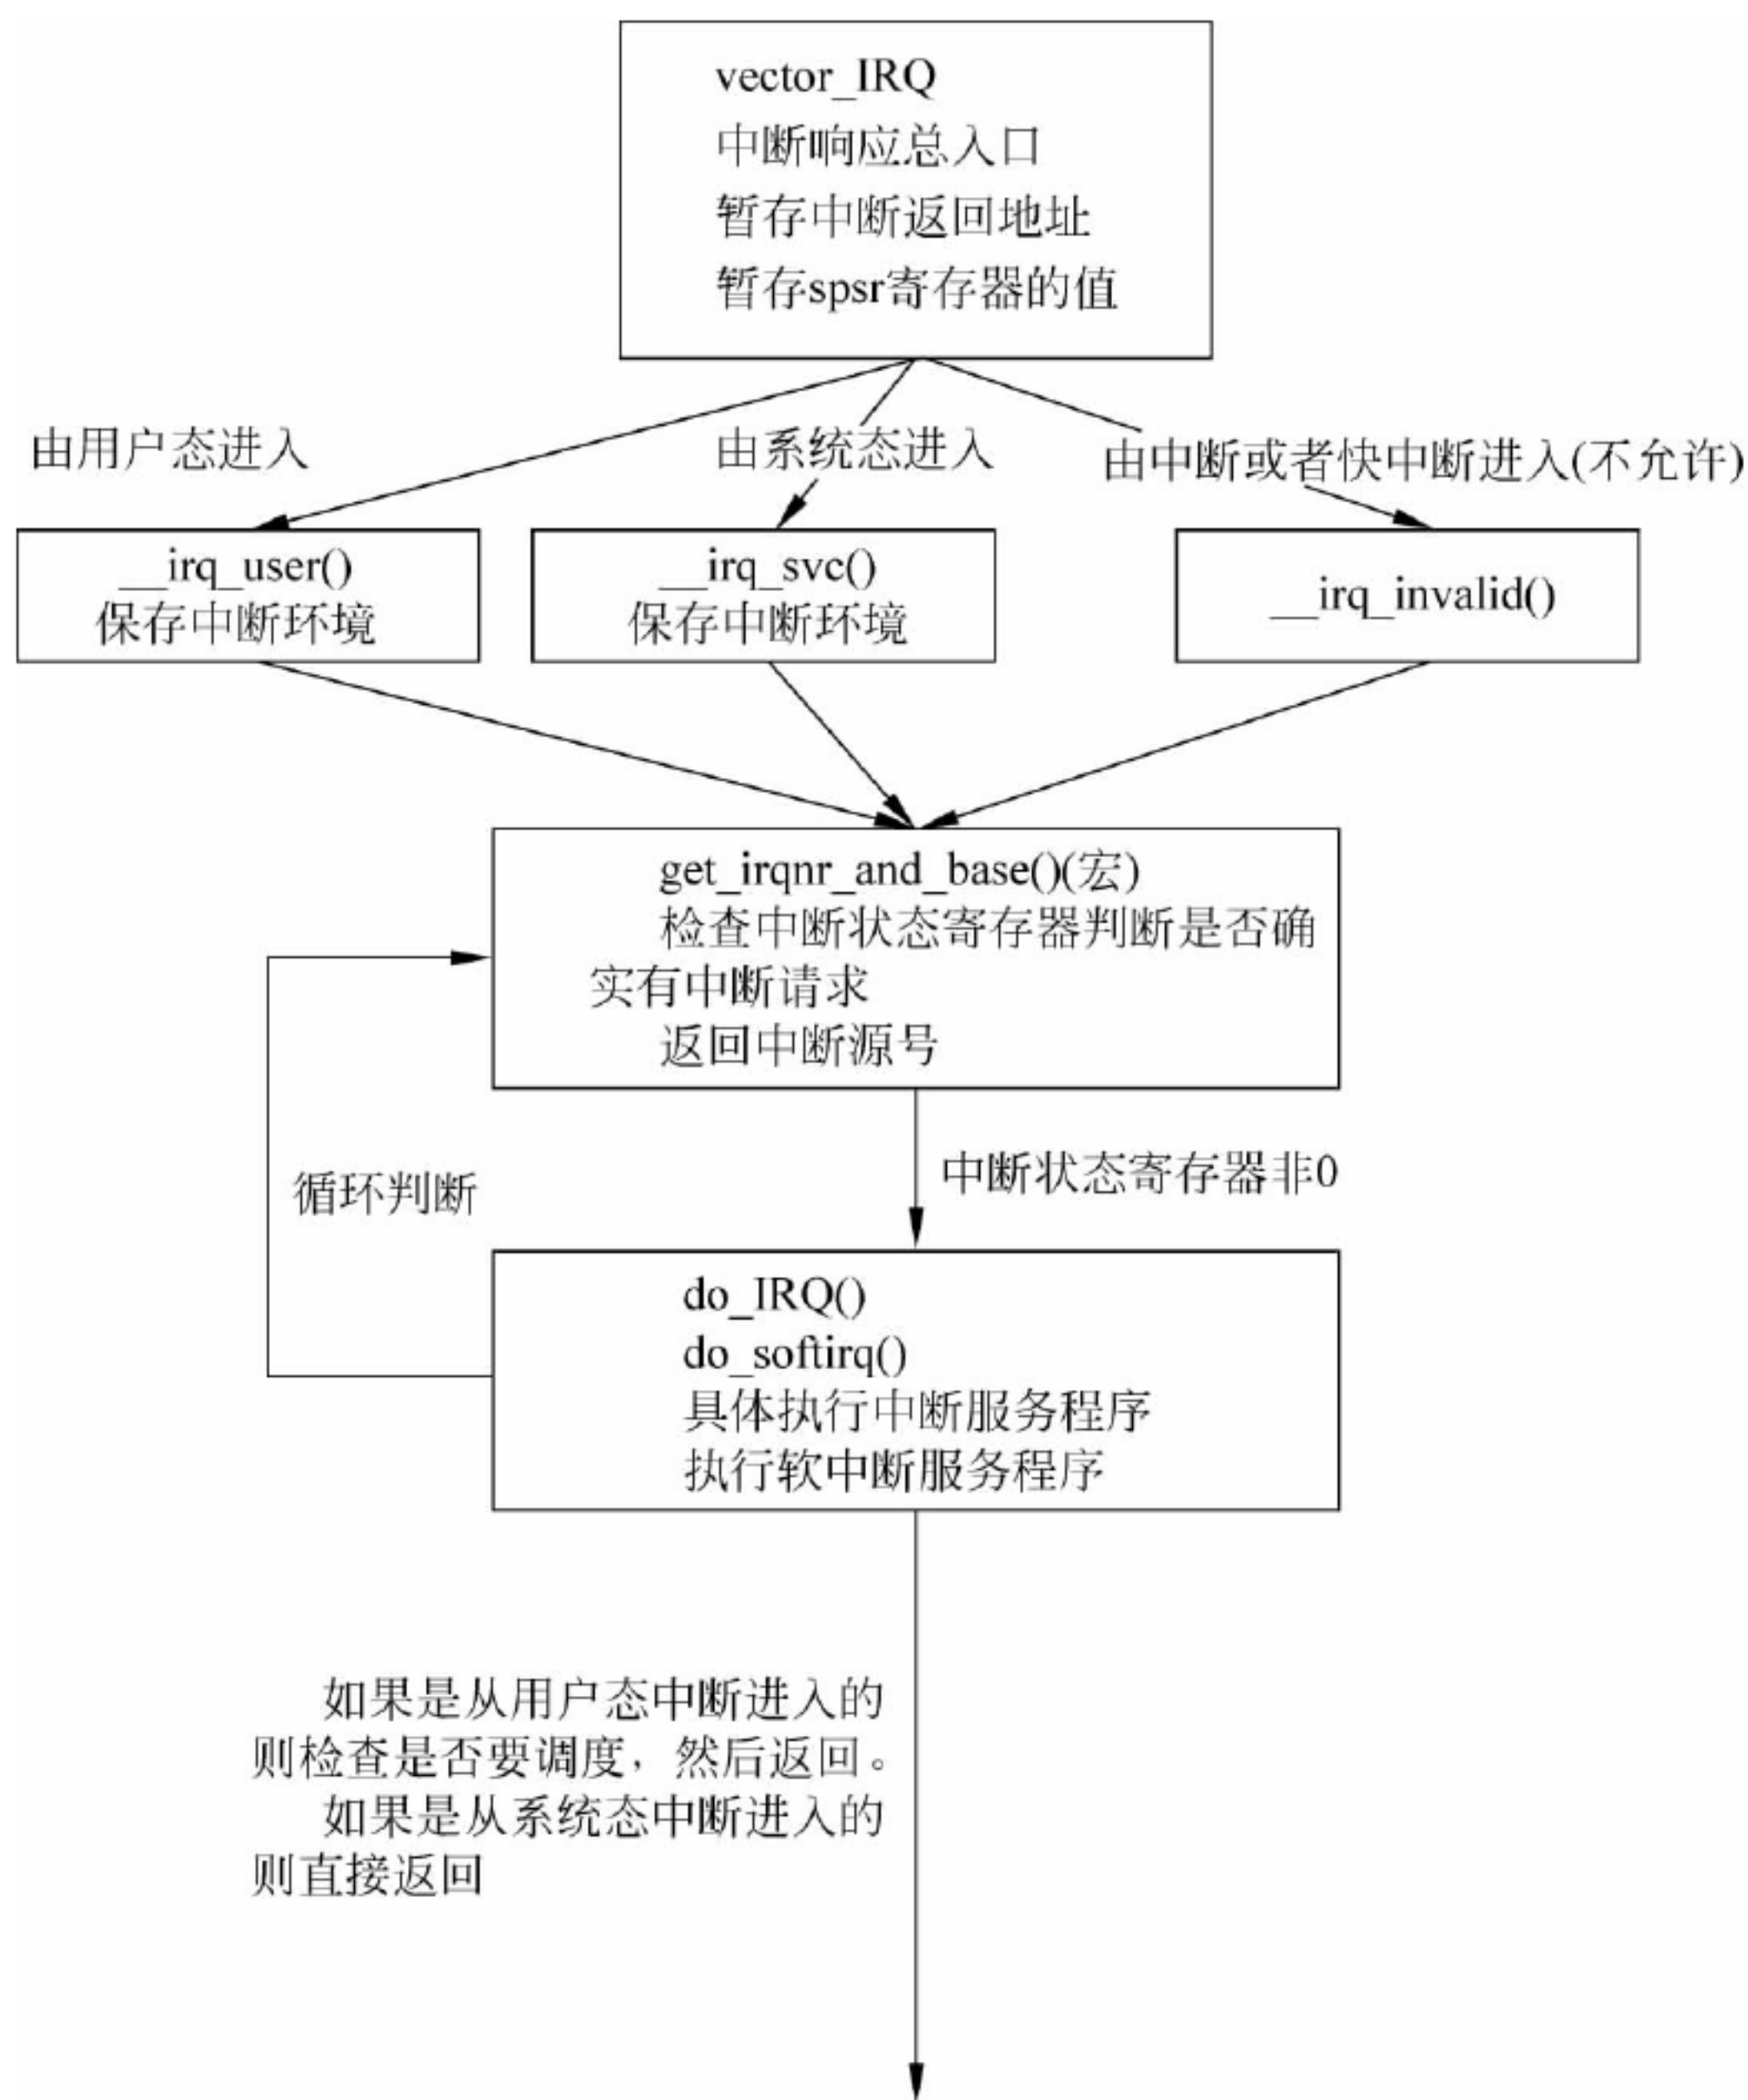 vector_IRQ
中断响应总入口
暂存中断返回地址
暂存spsr寄存器的值
由用户态进入
由系统态进入
由中断或者快中断进入(不允许)
__irq_user()
保存中断环境
__irq_svc()
保存中断环境
__irq_invalid()
get_irqnr_and_base()(宏)
检查中断状态寄存器判断是否确
实有中断请求
返回中断源号
循环判断
中断状态寄存器非0
do_IRQ()
do_softirq()
具体执行中断服务程序
执行软中断服务程序
如果是从用户态中断进入的
则检查是否要调度，然后返回。
如果是从系统态中断进入的
则直接返回